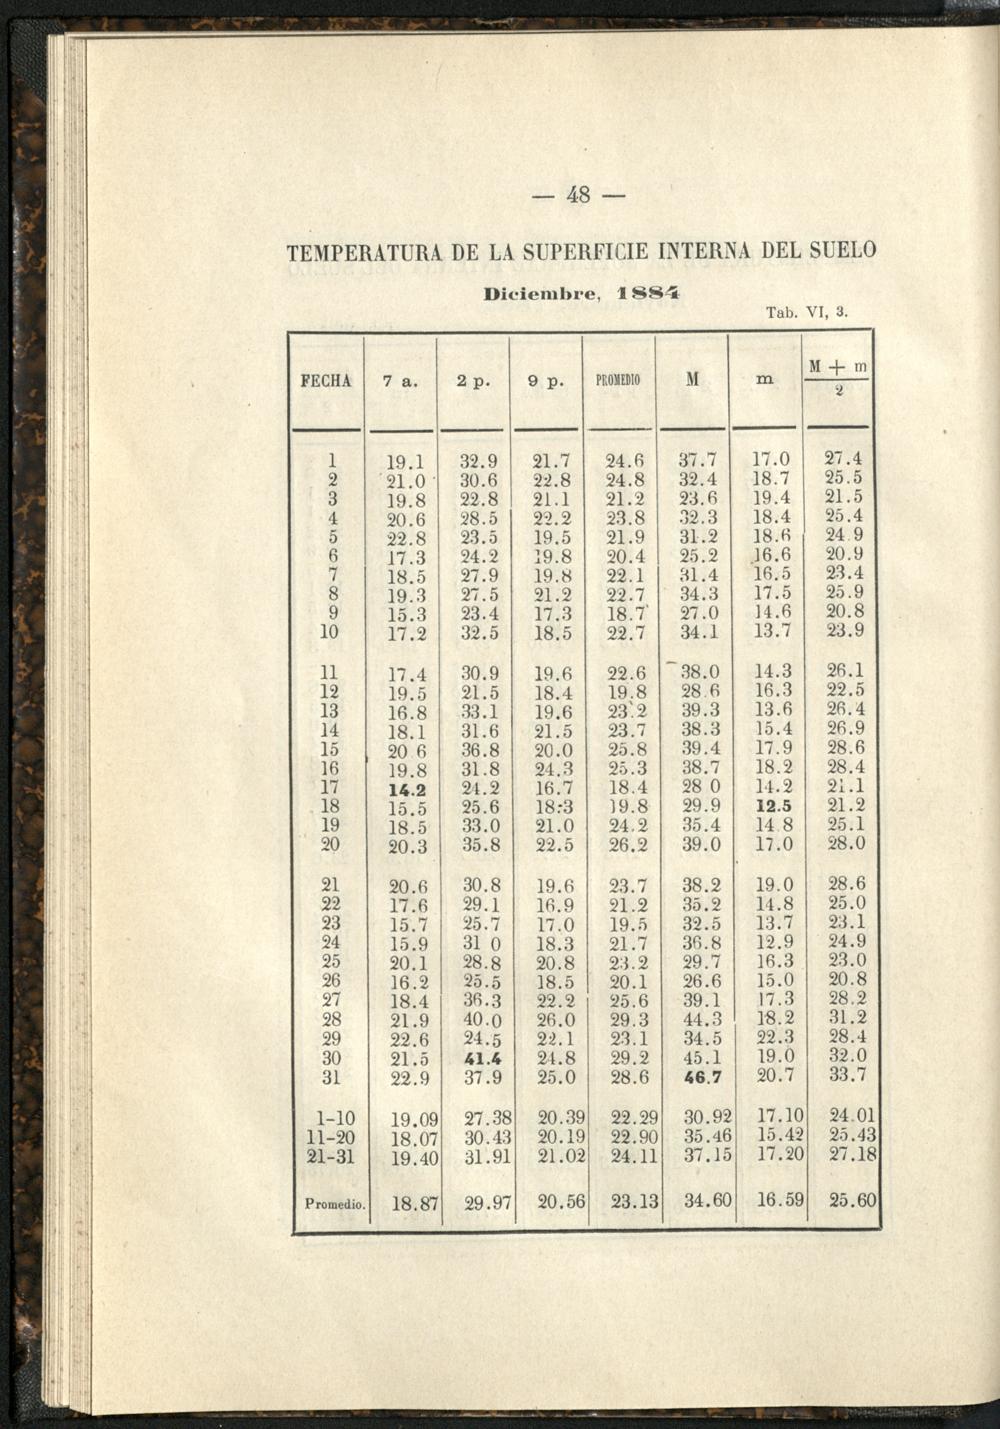 — 48 —
TEMPERATURA DE LA SUPERFICIE INTERNA DEL SUELO
Diciembre, 1884
Tab. VI, 3.
FECHA 7 a. 2 p. 9 p. PROMEDIO M m M + m / 2
1 19.1 32.9 21.7 24.6 37.7 17.0 27.4
2 21.0 30.6 22.8 24.8 32.4 18.7 25.5
3 19.8 22.8 21.1 21.2 23.6 19.4 21.5
4 20.6 28.5 22.2 23.8 32.3 18.4 25.4
5 22.8 23.5 19.5 21.9 31.2 18.6 24 9
6 17.3 24.2 19.8 20.4 25.2 16.6 20.9
7 18.5 27.9 19.8 22.1 31.4 16.5 23.4
8 19.3 27.5 21.2 22.7 34.3 17.5 25.9
9 15.3 23.4 17.3 18.7 27.0 14.6 20.8
10 17.2 32.5 18.5 22.7 34.1 13.7 23.9
11 17.4 30.9 19.6 22.6 38.0 14.3 26.1
12 19.5 21.5 18.4 19.8 28 6 16.3 22.5
13 16.8 33.1 19.6 23.2 39.3 13.6 26.4
14 18.1 31.6 21.5 23.7 38.3 15.4 26.9
15 20 6 36.8 20.0 25.8 39.4 17.9 28.6
16 19.8 31.8 24.3 25.3 38.7 18.2 28.4
17 14.2 24.2 16.7 18.4 28 0 14.2 21.1
18 15.5 25.6 18:3 19.8 29.9 12.5 21.2
19 18.5 33.0 21.0 24.2 35.4 14 8 25.1
20 20.3 35.8 22.5 26.2 39.0 17.0 28.0
21 20.6 30.8 19.6 23.7 38.2 19.0 28.6
22 17.6 29.1 16.9 21.2 35.2 14.8 25.0
23 15.7 25.7 17.0 19.5 32.5 13.7 23.1
24 15.9 31 0 18.3 21.7 36.8 12.9 24.9
25 20.1 28.8 20.8 23.2 29.7 16.3 23.0
26 16.2 25.5 18.5 20.1 26.6 15.0 20.8
27 18.4 36.3 22.2 25.6 39.1 17.3 28.2
28 21.9 40.0 26.0 29.3 44.3 18.2 31.2
29 22.6 24.5 22.1 23.1 34.5 22.3 28.4
30 21.5 41.4 24.8 29.2 45.1 19.0 32.0
31 22.9 37.9 25.0 28.6 46.7 20.7 33.7
1-10 19.09 27.38 20.39 22.29 30.92 17.10 24.01
11-20 18.07 30.43 20.19 22.90 35.46 15.42 25.43
21-31 19.40 31.91 21.02 24.11 37.15 17.20 27.18
Promedio. 18.87 29.97 20.56 23.13 34.60 16.59 25.60